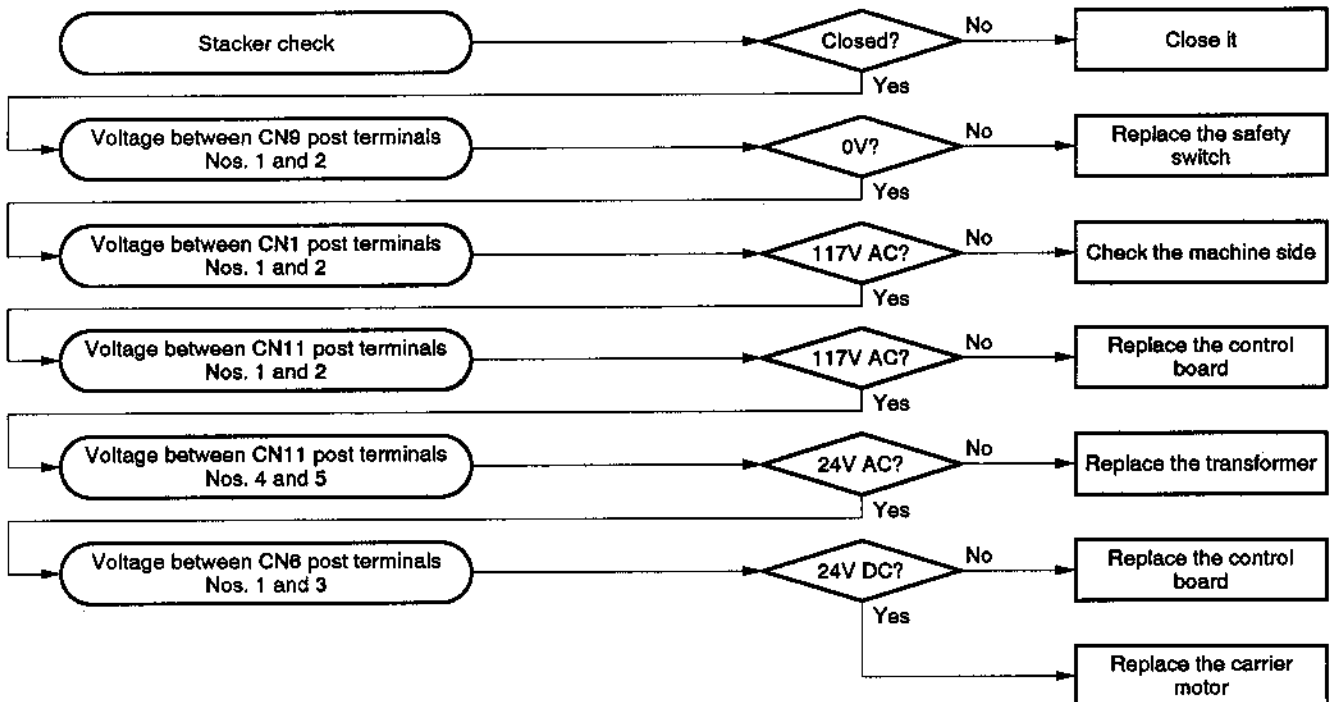 Stacker check
Closed?
No
Close it
Yes
Voltage between CN9 post terminals
Nos. 1 and 2
0V?
No
Replace the safety
switch
Yes
Voltage between CN1 post terminals
Nos. 1 and 2
117V AC?
No
Check the machine side
Yes
Voltage between CN11 post terminals
Nos. 1 and 2
117V AC?
No
Replace the control
board
Yes
Voltage between CN11 post terminals
Nos. 4 and 5
24V AC?
No
Replace the transformer
Yes
Voltage between CN6 post terminals
Nos. 1 and 3
24V DC?
No
Replace the control
board
Yes
Replace the carrier
motor